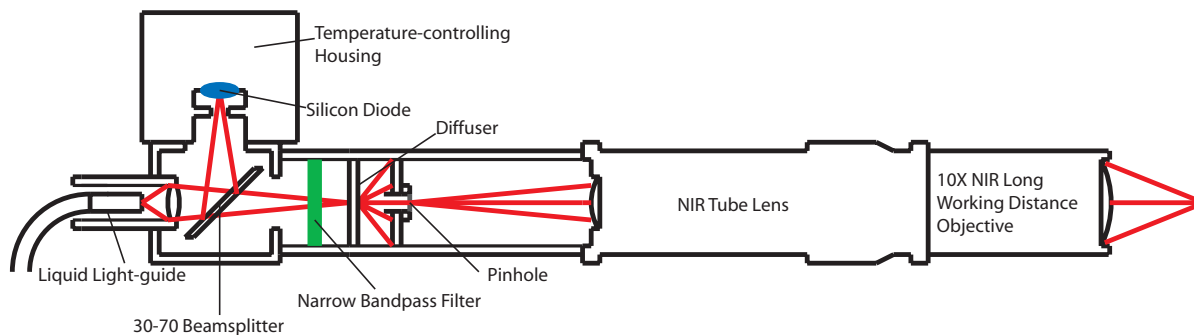 Temperature-controlling
Housing
Silicon Diode
Diffuser
NIR Tube Lens
10X NIR Long
Working Distance
Objective
Liquid Light-guide
Pinhole
Narrow Bandpass Filter
30-70 Beamsplitter